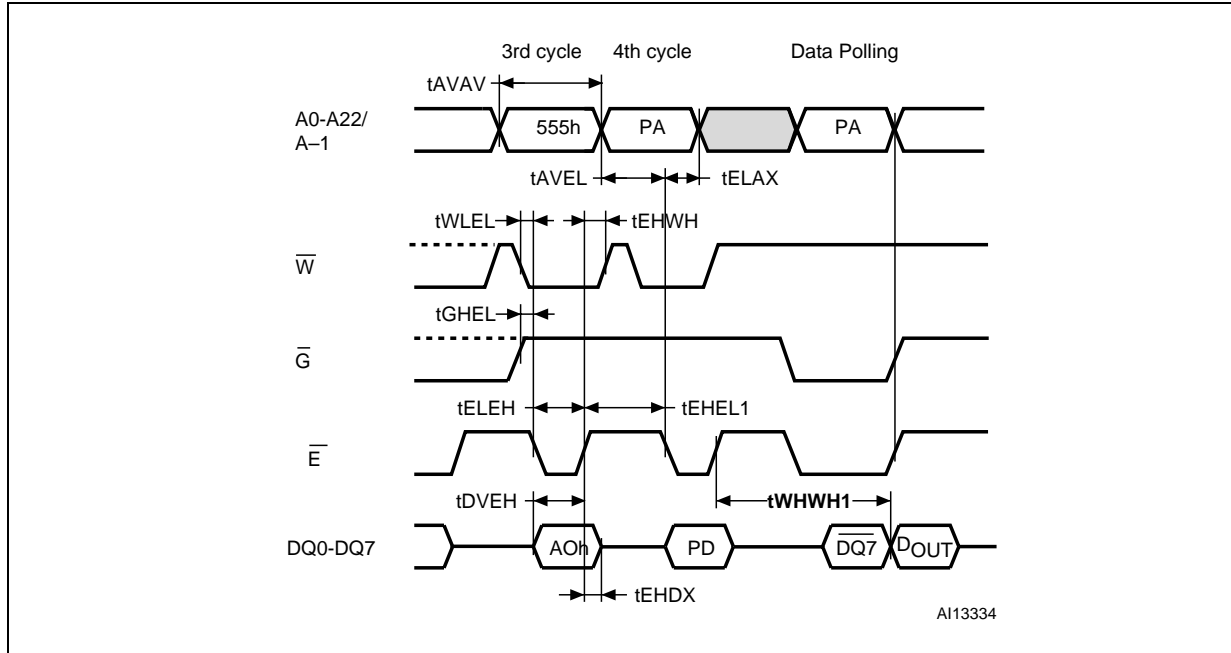 3rd cycle 4th cycle Data Polling
tAVAV
A0-A22/
A–1
555h PA PA
tAVEL tELAX
tWLEL tEHWH
W
tGHEL
G
tELEH tEHEL1
E
tDVEH tWHWH1
DQ0-DQ7
AOh PD DQ7 DOUT
tEHDX
AI13334